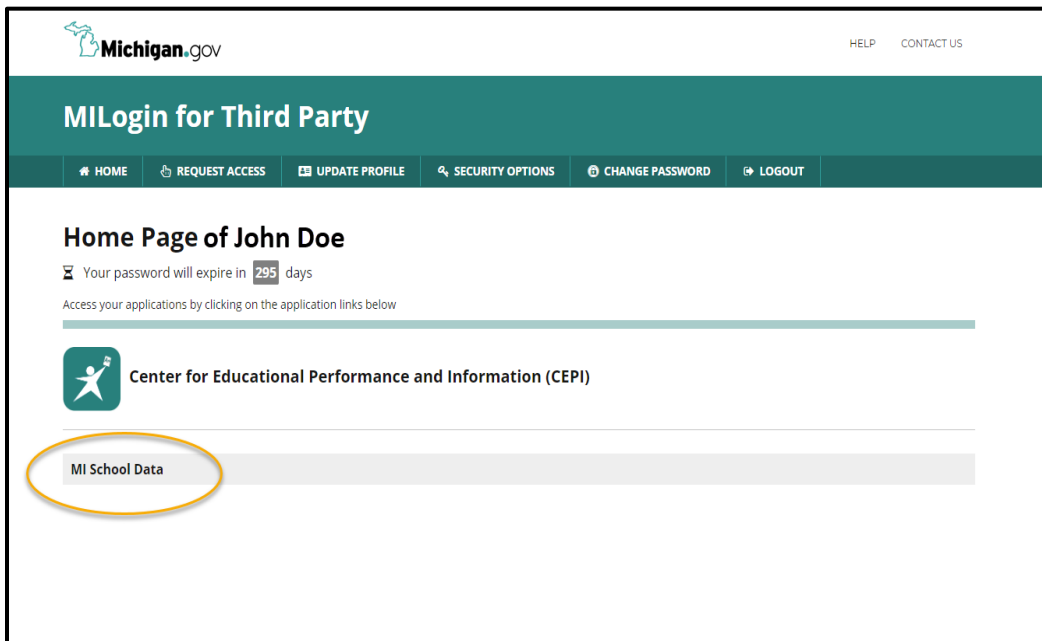 Michigan.gov
HELP CONTACT US
MILogin for Third Party
HOME REQUEST ACCESS UPDATE PROFILE SECURITY OPTIONS CHANGE PASSWORD LOGOUT
Home Page of John Doe
Your password will expire in 295 days
Access your applications by clicking on the application links below
Center for Educational Performance and Information (CEPI)
MI School Data